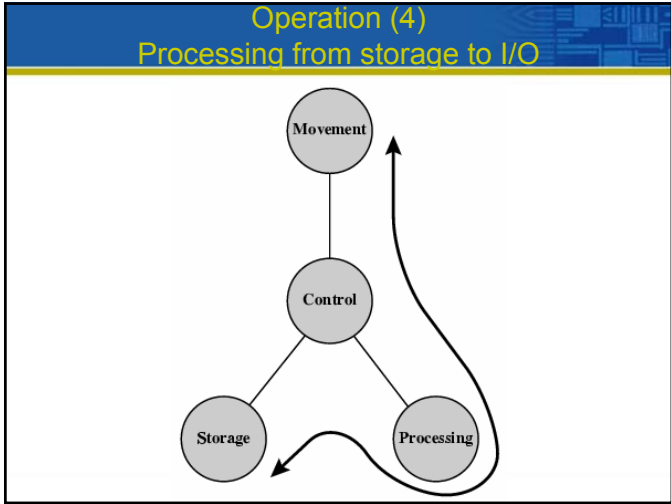 Operation (4)
Processing from storage to I/O
Movement
Control
Storage
Processing